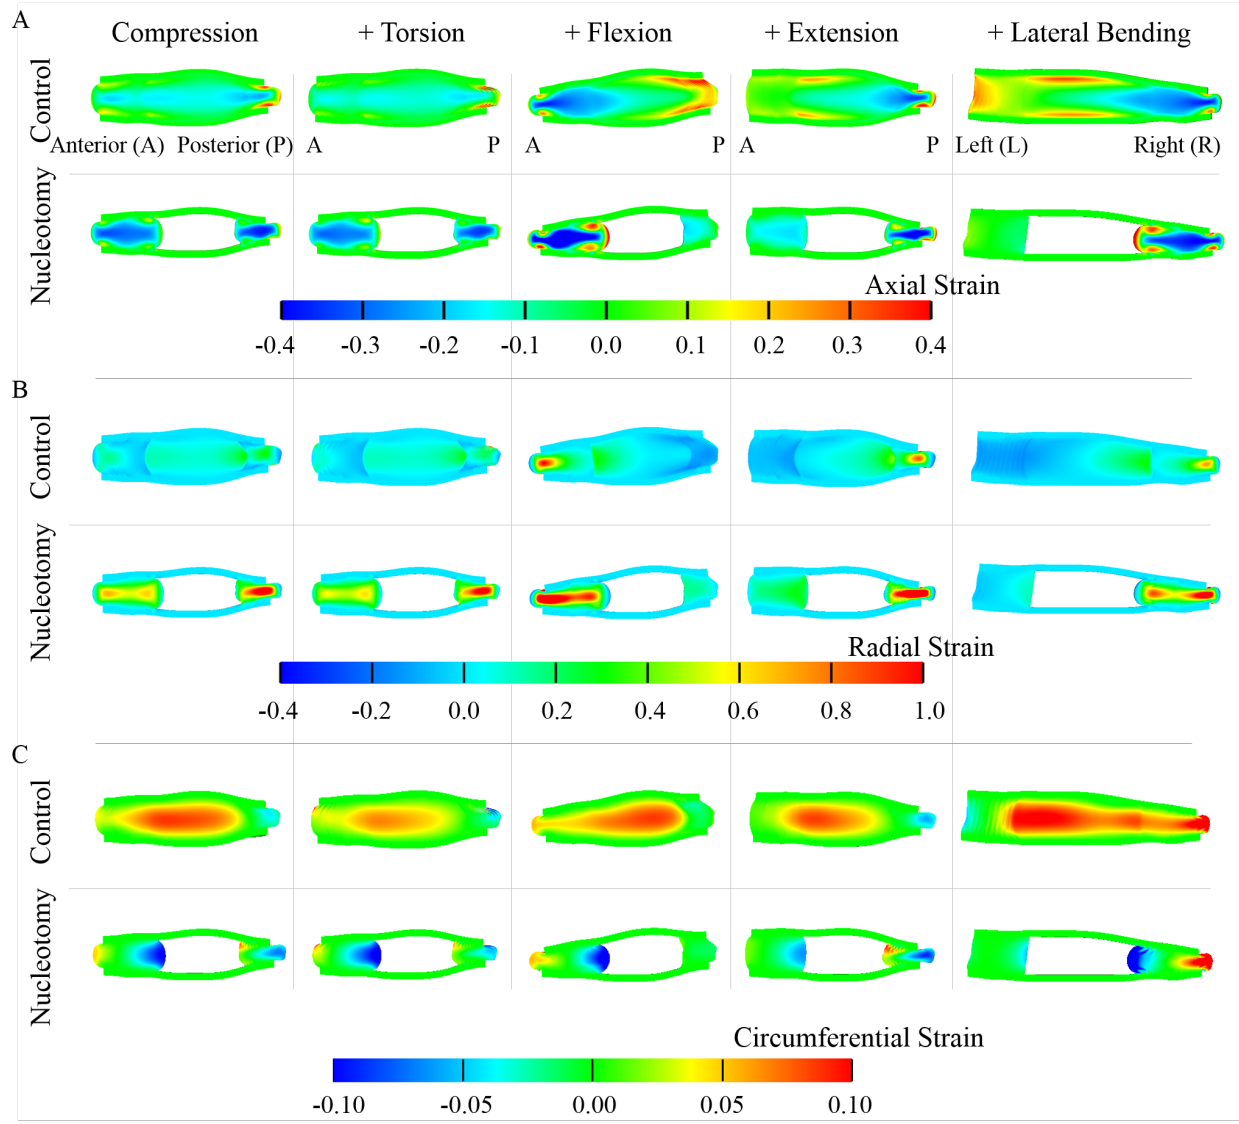 A
Compression + Torsion + Flexion + Extension + Lateral Bending
Control
Anterior (A) Posterior (P) A P A P A P Left (L) Right (R)
Nucleotomy
Axial Strain
-0.4 -0.3 -0.2 -0.1 0.0 0.1 0.2 0.3 0.4
B
Control
Nucleotomy
Radial Strain
-0.4 -0.2 0.0 0.2 0.4 0.6 0.8 1.0
C
Control
Nucleotomy
Circumferential Strain
-0.10 -0.05 0.00 0.05 0.10